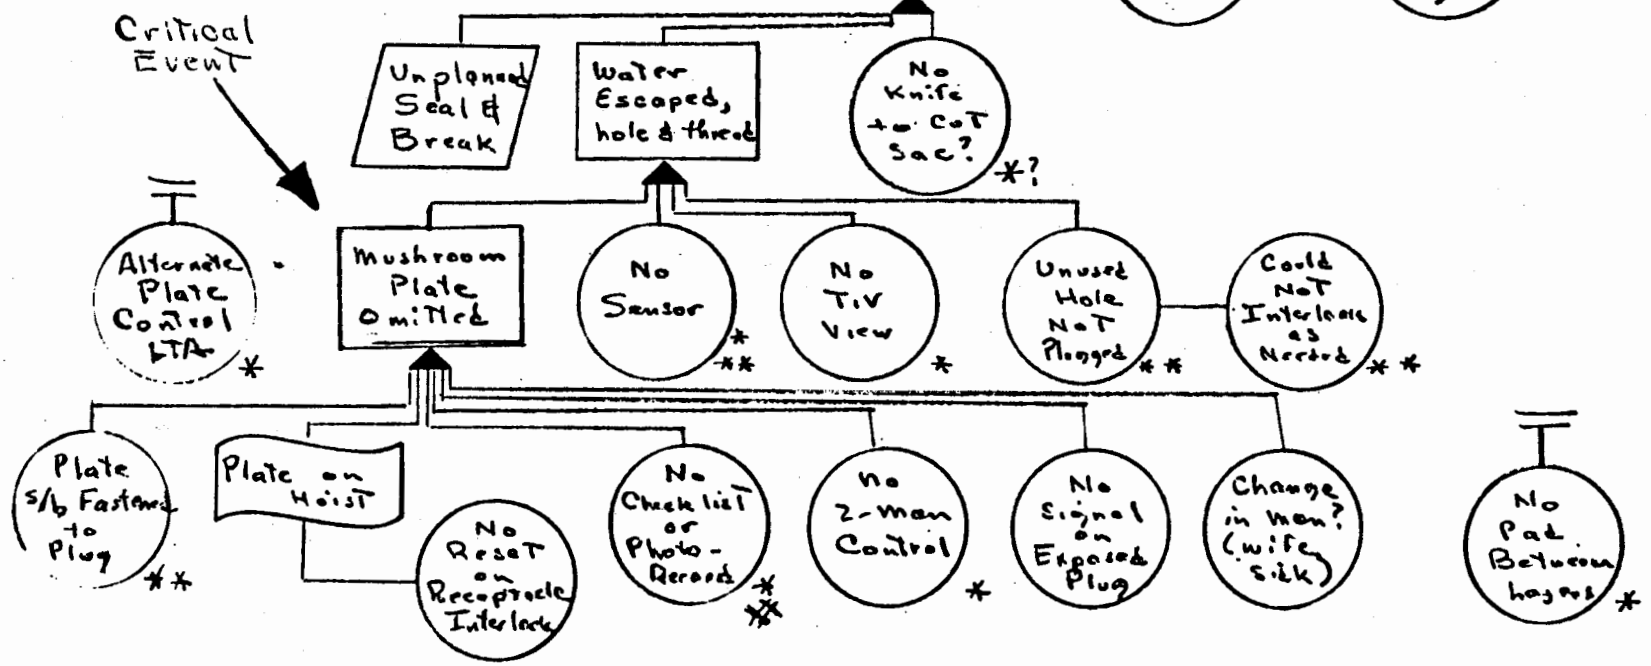 Critical
Event
Unplanned
Seal &
Break
Water
Escaped,
hole & thread
No
Knife
to CuT
Sac?
*?
Alternate
Plate
Control
LTA
*
Mushroom
Plate
Omitted
No
Sensor
*
**
No
T.V
View
*
Unused
Hole
NoT
Plugged
**
Could
NoT
Interlock
as
Needed
**
Plate
s/b Fastened
to
Plug
**
Plate on
HoisT
No
ReseT
on
Receptacle
Interlock
No
Check lisT
or
Photo-
Record
*
no
2-man
Control
*
No
Signal
on
Exposed
Plug
Change
in man?
(wife
sick)
No
Pad
Between
Layers
*